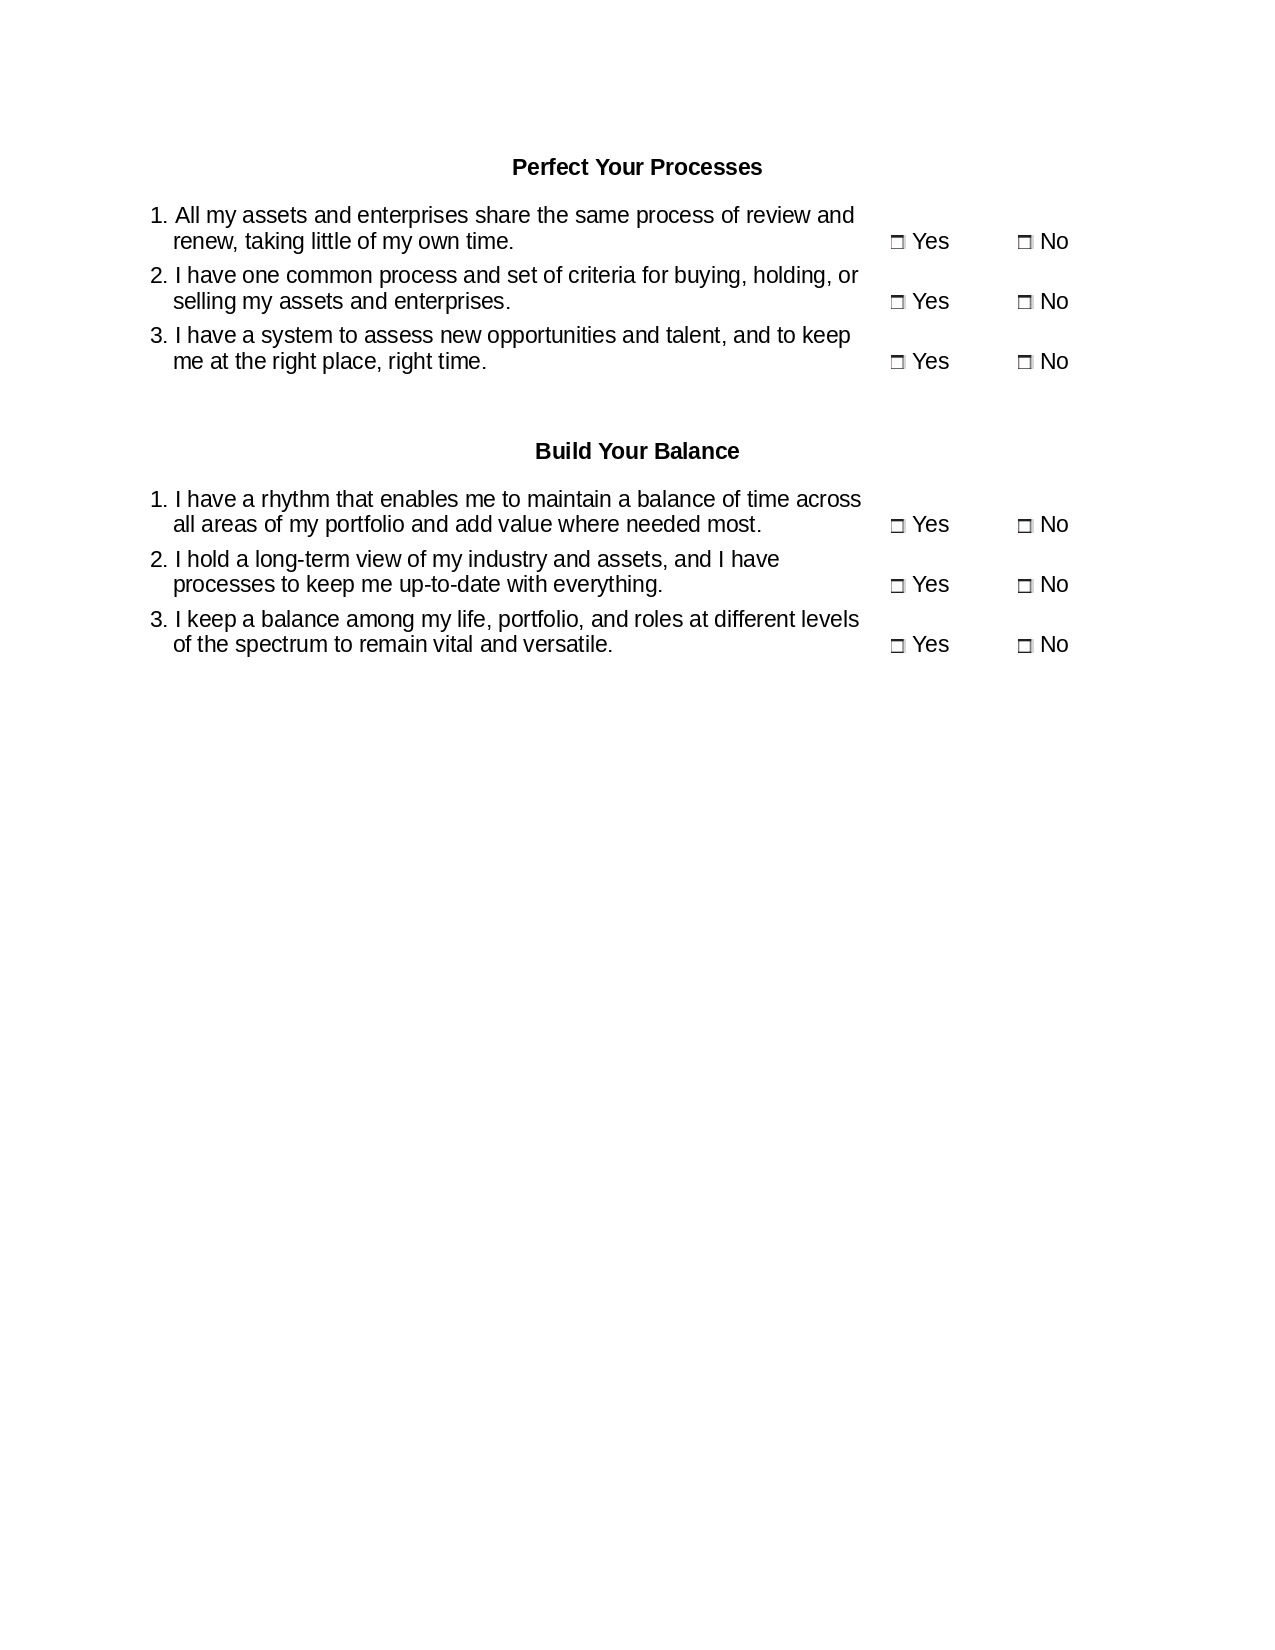 Perfect Your Processes
1. All my assets and enterprises share the same process of review and
renew, taking little of my own time. ☐ Yes ☐ No
2. I have one common process and set of criteria for buying, holding, or
selling my assets and enterprises. ☐ Yes ☐ No
3. I have a system to assess new opportunities and talent, and to keep
me at the right place, right time. ☐ Yes ☐ No
Build Your Balance
1. I have a rhythm that enables me to maintain a balance of time across
all areas of my portfolio and add value where needed most. ☐ Yes ☐ No
2. I hold a long-term view of my industry and assets, and I have
processes to keep me up-to-date with everything. ☐ Yes ☐ No
3. I keep a balance among my life, portfolio, and roles at different levels
of the spectrum to remain vital and versatile. ☐ Yes ☐ No